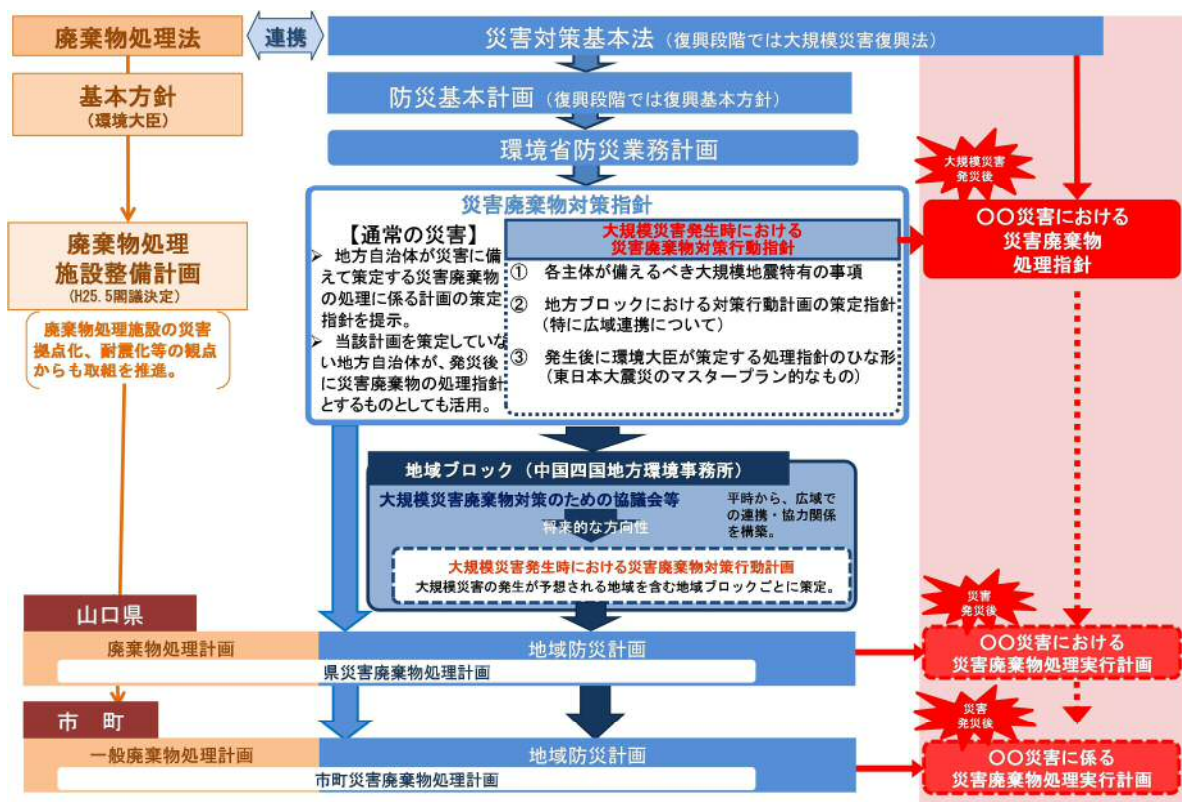 廃棄物処理法
連携
災害対策基本法（復興段階では大規模災害復興法）
基本方針
（環境大臣）
防災基本計画（復興段階では復興基本方針）
環境省防災業務計画
大規模災害
発災後
災害廃棄物対策指針
【通常の災害】
➢ 地方自治体が災害に備
えて策定する災害廃棄物
の処理に係る計画の策定
指針を提示。
➢ 当該計画を策定していな
い地方自治体が、発災後
に災害廃棄物の処理指針
とするものとしても活用。
大規模災害発生時における
災害廃棄物対策行動指針
① 各主体が備えるべき大規模地震特有の事項
② 地方ブロックにおける対策行動計画の策定指針
（特に広域連携について）
③ 発生後に環境大臣が策定する処理指針のひな形
（東日本大震災のマスタープラン的なもの）
〇〇災害における
災害廃棄物
処理指針
廃棄物処理
施設整備計画
（H25.5閣議決定）
廃棄物処理施設の災害
拠点化、耐震化等の観点
からも取組を推進。
地域ブロック（中国四国地方環境事務所）
大規模災害廃棄物対策のための協議会等
平時から、広域で
の連携・協力関係
を構築。
将来的な方向性
大規模災害発生時における災害廃棄物対策行動計画
大規模災害の発生が予想される地域を含む地域ブロックごとに策定。
山口県
廃棄物処理計画
地域防災計画
県災害廃棄物処理計画
災害
発災後
〇〇災害における
災害廃棄物処理実行計画
市 町
一般廃棄物処理計画
地域防災計画
市町災害廃棄物処理計画
災害
発災後
〇〇災害に係る
災害廃棄物処理実行計画